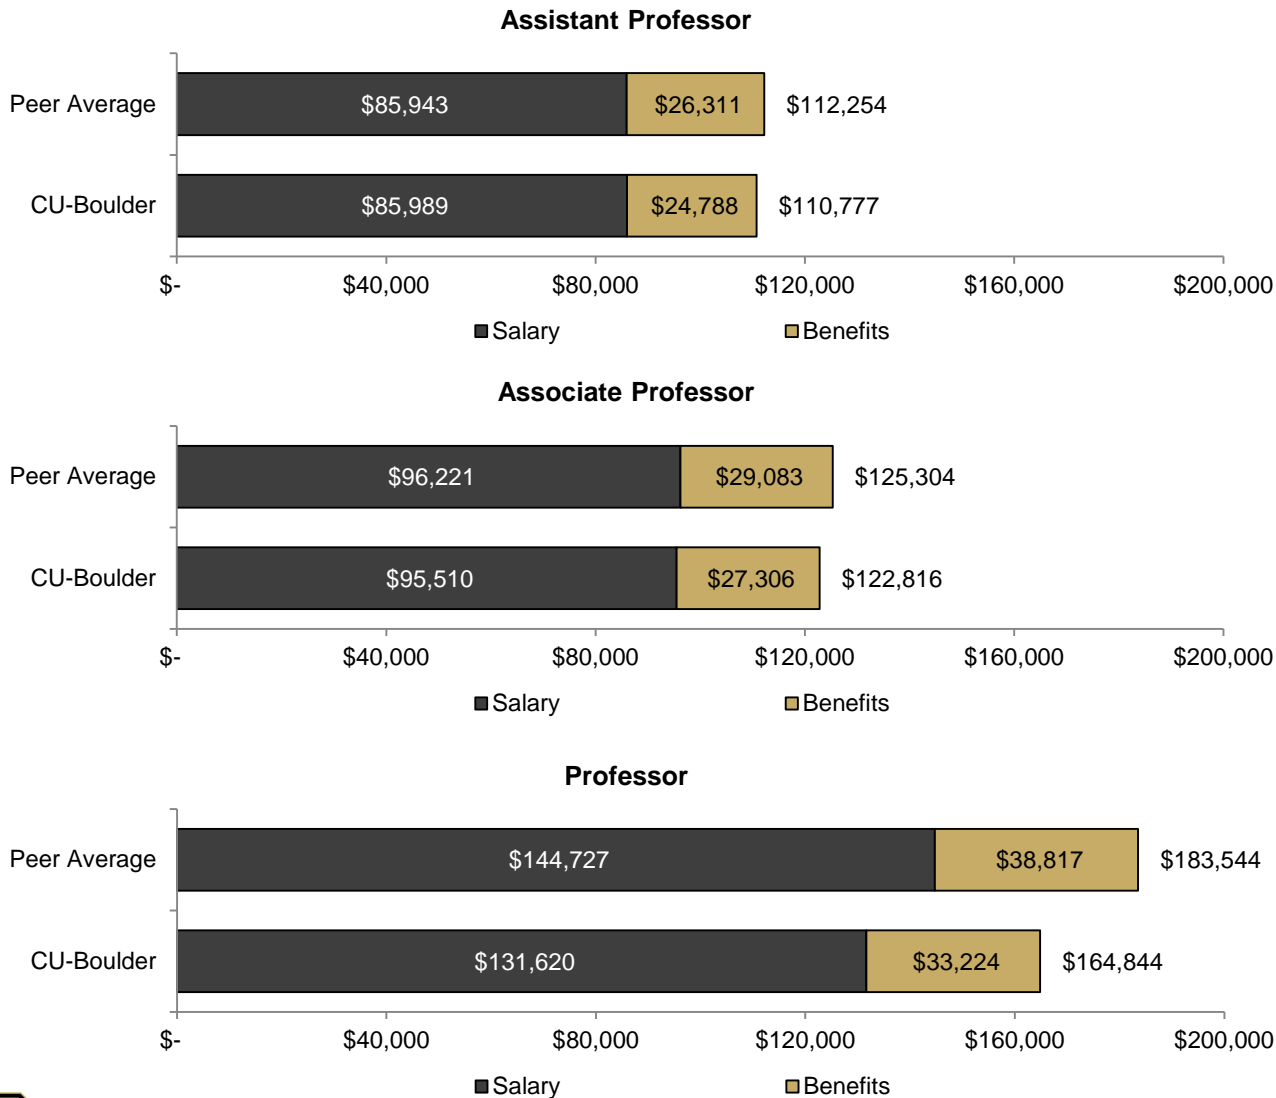 Assistant Professor
Peer Average $85,943 $26,311 $112,254
CU-Boulder $85,989 $24,788 $110,777
$- $40,000 $80,000 $120,000 $160,000 $200,000
Salary Benefits
Associate Professor
Peer Average $96,221 $29,083 $125,304
CU-Boulder $95,510 $27,306 $122,816
$- $40,000 $80,000 $120,000 $160,000 $200,000
Salary Benefits
Professor
Peer Average $144,727 $38,817 $183,544
CU-Boulder $131,620 $33,224 $164,844
$- $40,000 $80,000 $120,000 $160,000 $200,000
Salary Benefits